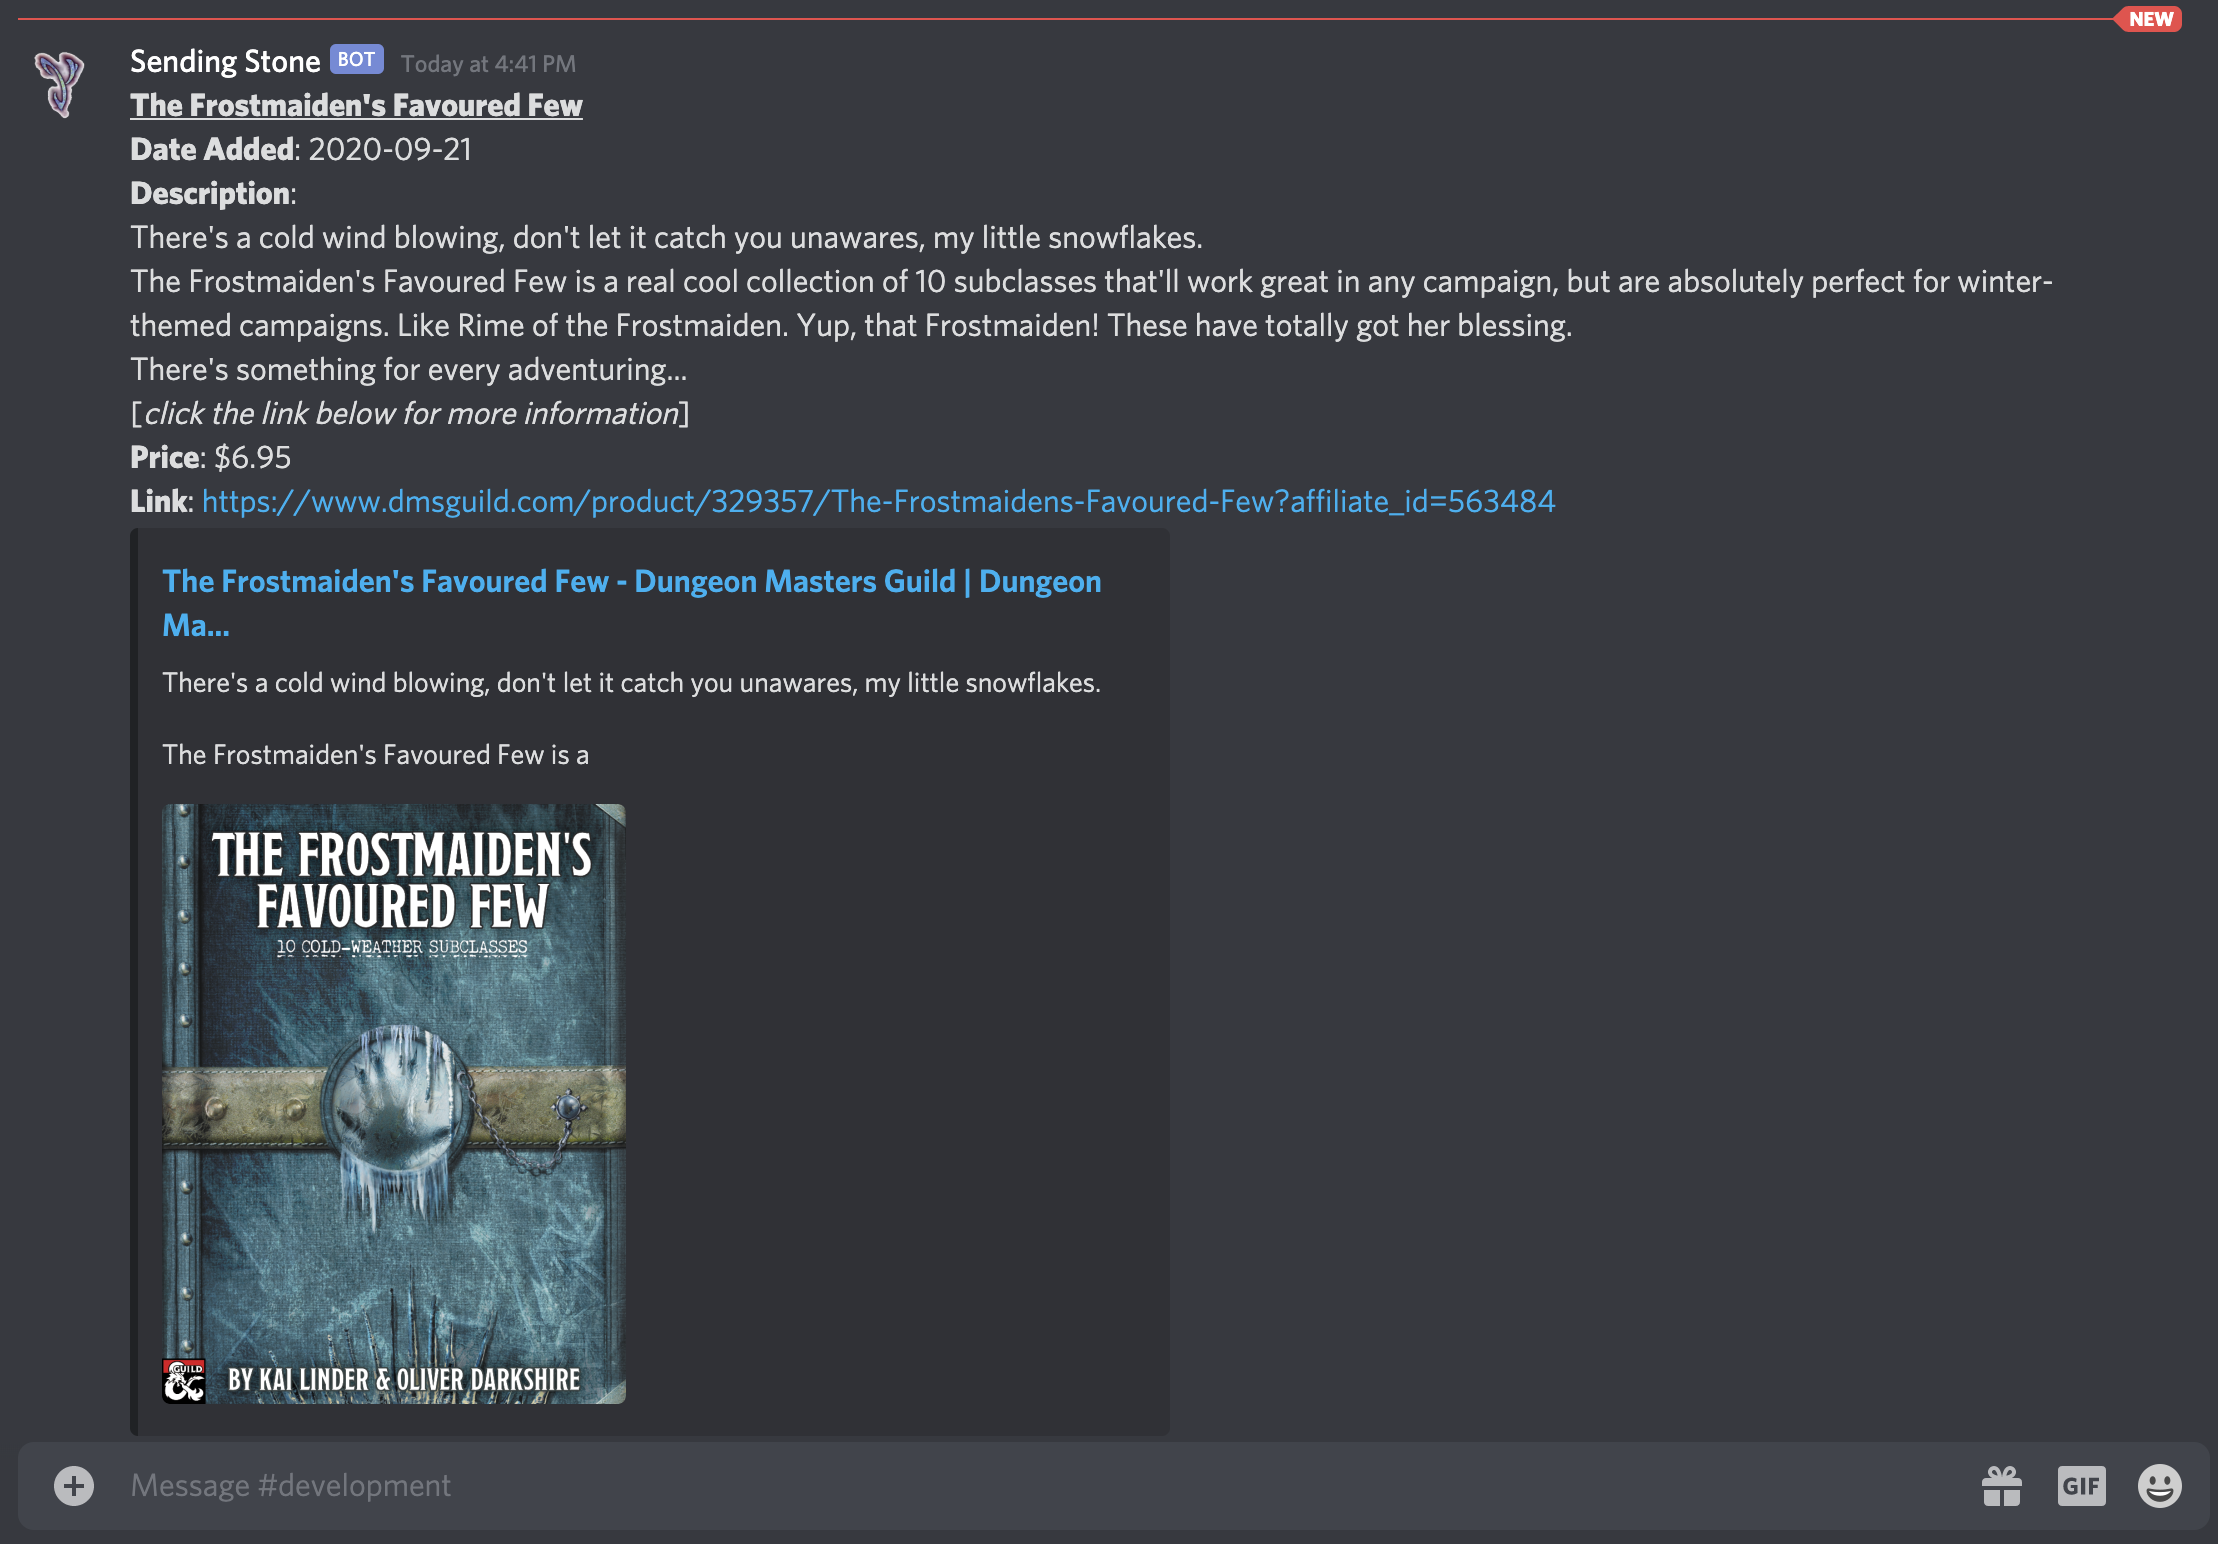 NEW
Sending Stone BOT Today at 4:41 PM
The Frostmaiden's Favoured Few
Date Added: 2020-09-21
Description:
There's a cold wind blowing, don't let it catch you unawares, my little snowflakes.
The Frostmaiden's Favoured Few is a real cool collection of 10 subclasses that'll work great in any campaign, but are absolutely perfect for winter-
themed campaigns. Like Rime of the Frostmaiden. Yup, that Frostmaiden! These have totally got her blessing.
There's something for every adventuring...
[click the link below for more information]
Price: $6.95
Link: https://www.dmsguild.com/product/329357/The-Frostmaidens-Favoured-Few?affiliate_id=563484
The Frostmaiden's Favoured Few - Dungeon Masters Guild | Dungeon
Ma...
There's a cold wind blowing, don't let it catch you unawares, my little snowflakes.
The Frostmaiden's Favoured Few is a
THE FROSTMAIDEN'S
FAVOURED FEW
10 COLD-WEATHER SUBCLASSES
GUILD
BY KAI LINDER & OLIVER DARKSHIRE
Message #development
GIF